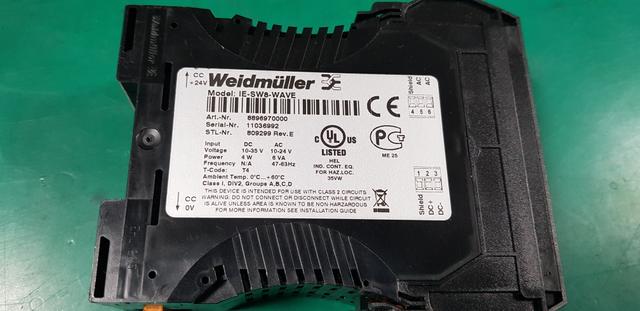 Weidmüller
CC
+24V
Weidmüller
Model: IE-SW8-WAVE
Art.-Nr. 8896970000
Serial-Nr. 11036992
STL-Nr. 809299 Rev.E
Input DC AC
Voltage 10-35 V 10-24 V
Power 4 W 6 VA
Frequency N/A 47-63Hz
T-Code: T4
Ambient Temp. 0°C...+60°C
Class I, DIV2, Groups A,B,C,D
THIS DEVICE IS INTENDED FOR USE WITH CLASS 2 CIRCUITS
WARNING: DO NOT CONNECT OR DISCONNECT WHILE CIRCUIT
IS ALIVE UNLESS AREA IS KNOWN TO BE NON-HAZARDOUS
FOR MORE INFORMATION SEE INSTALLATION GUIDE
CE
C UL US
LISTED
HEL
IND. CONT. EQ.
FOR HAZ.LOC.
35VW
ME 25
Shield
AC
AC
4 5 6
1 2 3
Shield
DC +
DC -
CC
0V